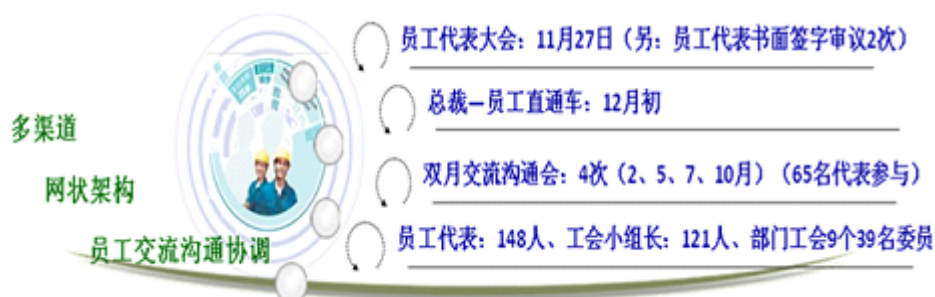 员工代表大会：11月27日（另：员工代表书面签字审议2次）
总裁—员工直通车：12月初
多渠道
双月交流沟通会：4次（2、5、7、10月）（65名代表参与）
网状架构
员工代表：148人、工会小组长：121人、部门工会9个39名委员
员工交流沟通协调